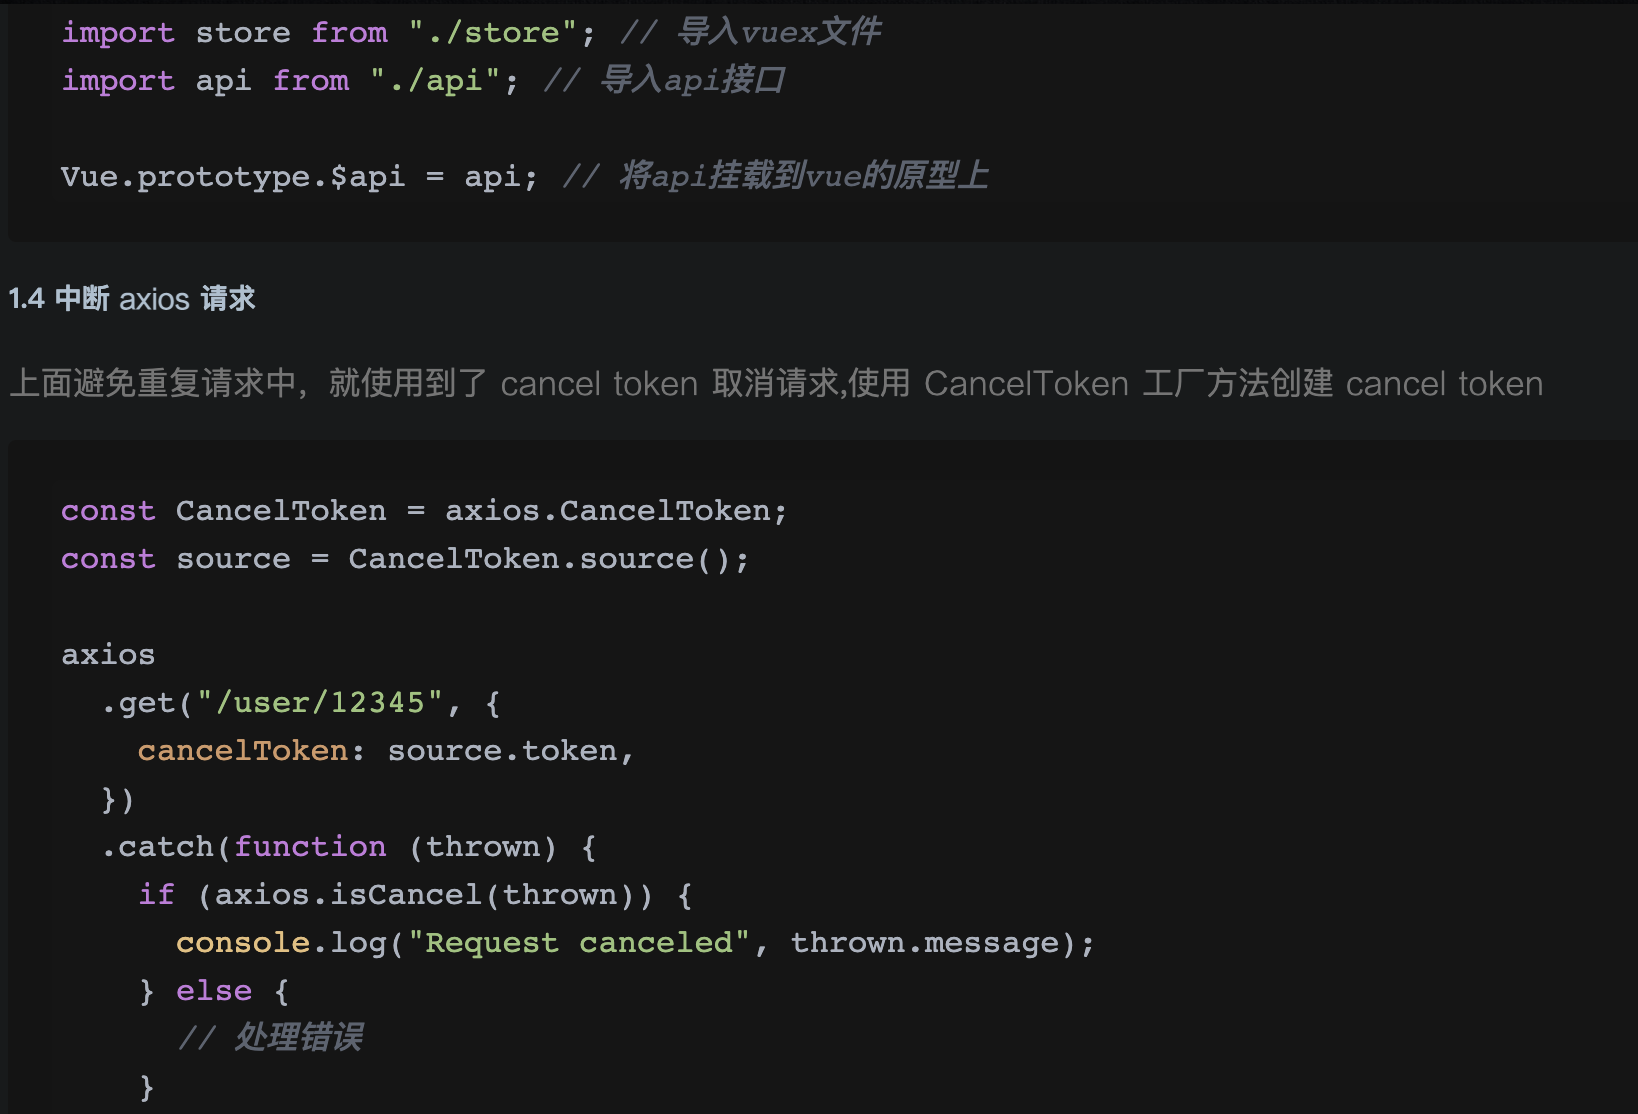 import store from "./store"; // 导入vuex文件
import api from "./api"; // 导入api接口
Vue.prototype.$api = api; // 将api挂载到vue的原型上
1.4 中断 axios 请求
上面避免重复请求中，就使用到了 cancel token 取消请求,使用 CancelToken 工厂方法创建 cancel token
const CancelToken = axios.CancelToken;
const source = CancelToken.source();
axios
  .get("/user/12345", {
    cancelToken: source.token,
  })
  .catch(function (thrown) {
    if (axios.isCancel(thrown)) {
      console.log("Request canceled", thrown.message);
    } else {
      // 处理错误
    }